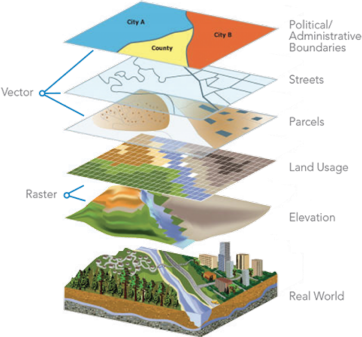 City A
City B
County
Political/
Administrative
Boundaries
Streets
Vector
Parcels
Land Usage
Raster
Elevation
Real World